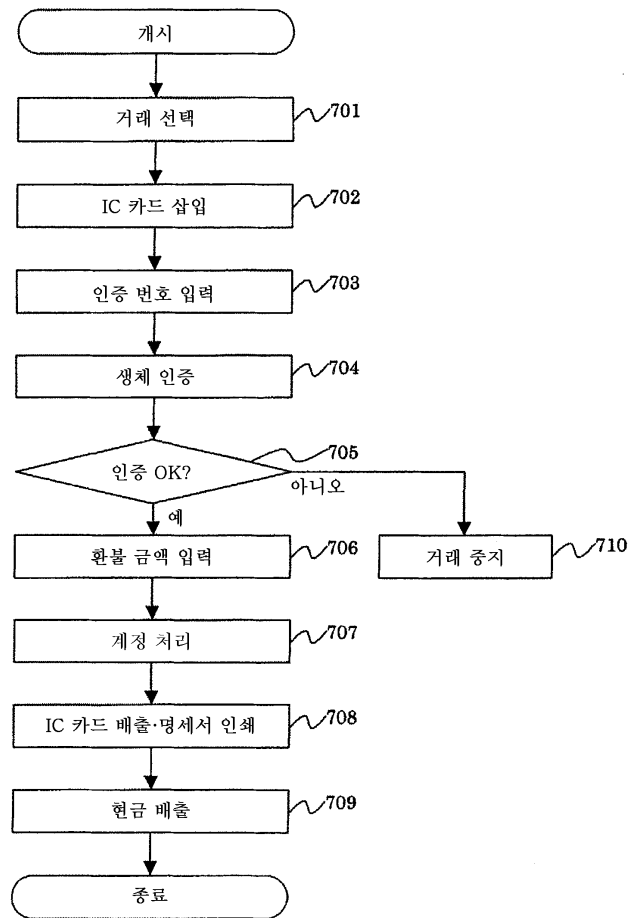 개시
거래 선택
701
IC 카드 삽입
702
인증 번호 입력
703
생체 인증
704
인증 OK?
705
아니오
예
환불 금액 입력
706
거래 중지
710
계정 처리
707
IC 카드 배출·명세서 인쇄
708
현금 배출
709
종료